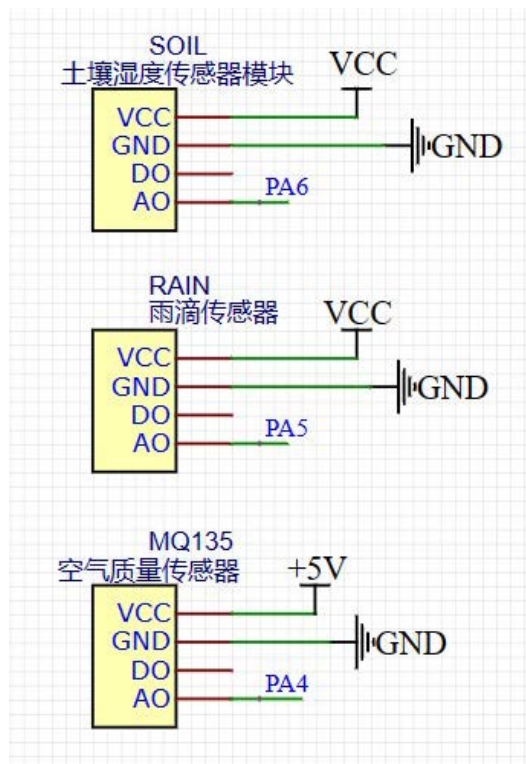 SOIL
土壤湿度传感器模块
VCC
VCC
GND
GND
DO
AO
PA6
RAIN
雨滴传感器
VCC
VCC
GND
GND
DO
AO
PA5
MQ135
空气质量传感器
+5V
VCC
GND
GND
DO
AO
PA4